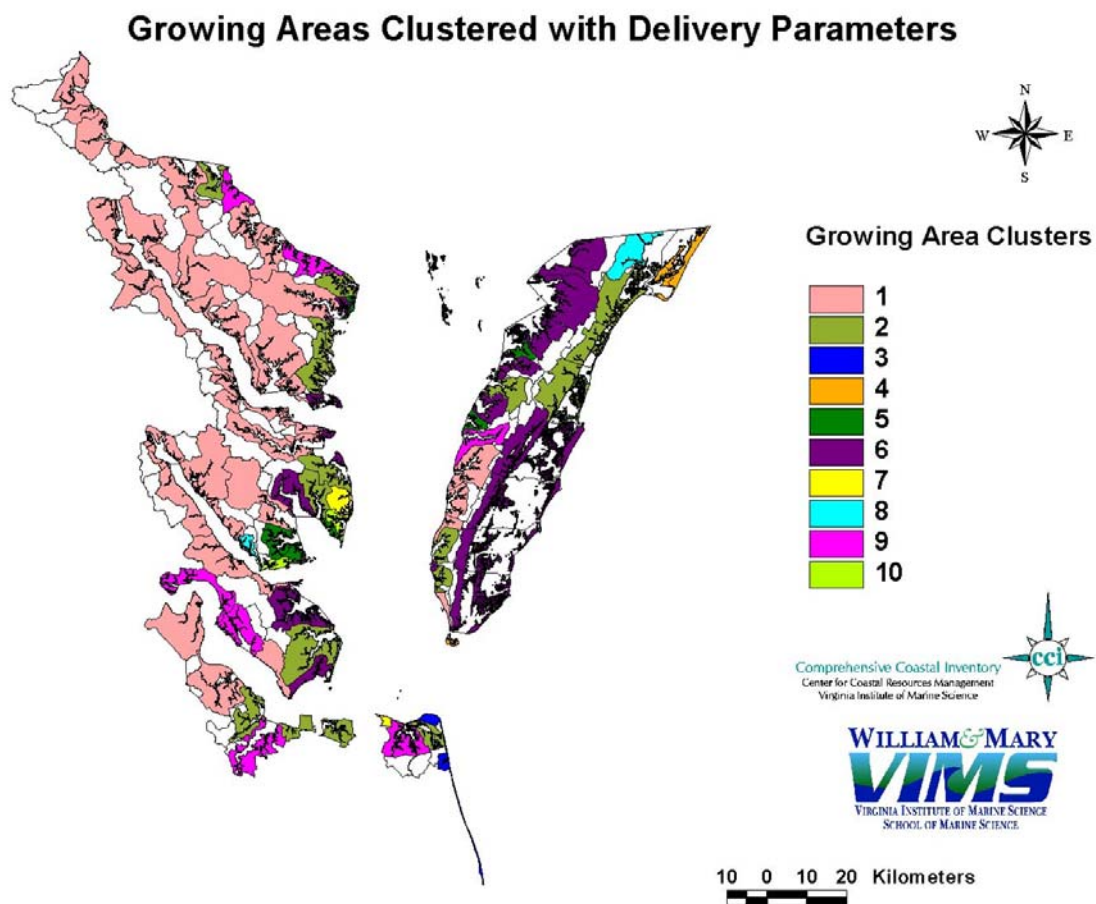 Growing Areas Clustered with Delivery Parameters
N
W E
S
Growing Area Clusters
1
2
3
4
5
6
7
8
9
10
cci
Comprehensive Coastal Inventory
Center for Coastal Resources Management
Virginia Institute of Marine Science
WILLIAM & MARY
VIMS
VIRGINIA INSTITUTE OF MARINE SCIENCE
SCHOOL OF MARINE SCIENCE
10 0 10 20 Kilometers